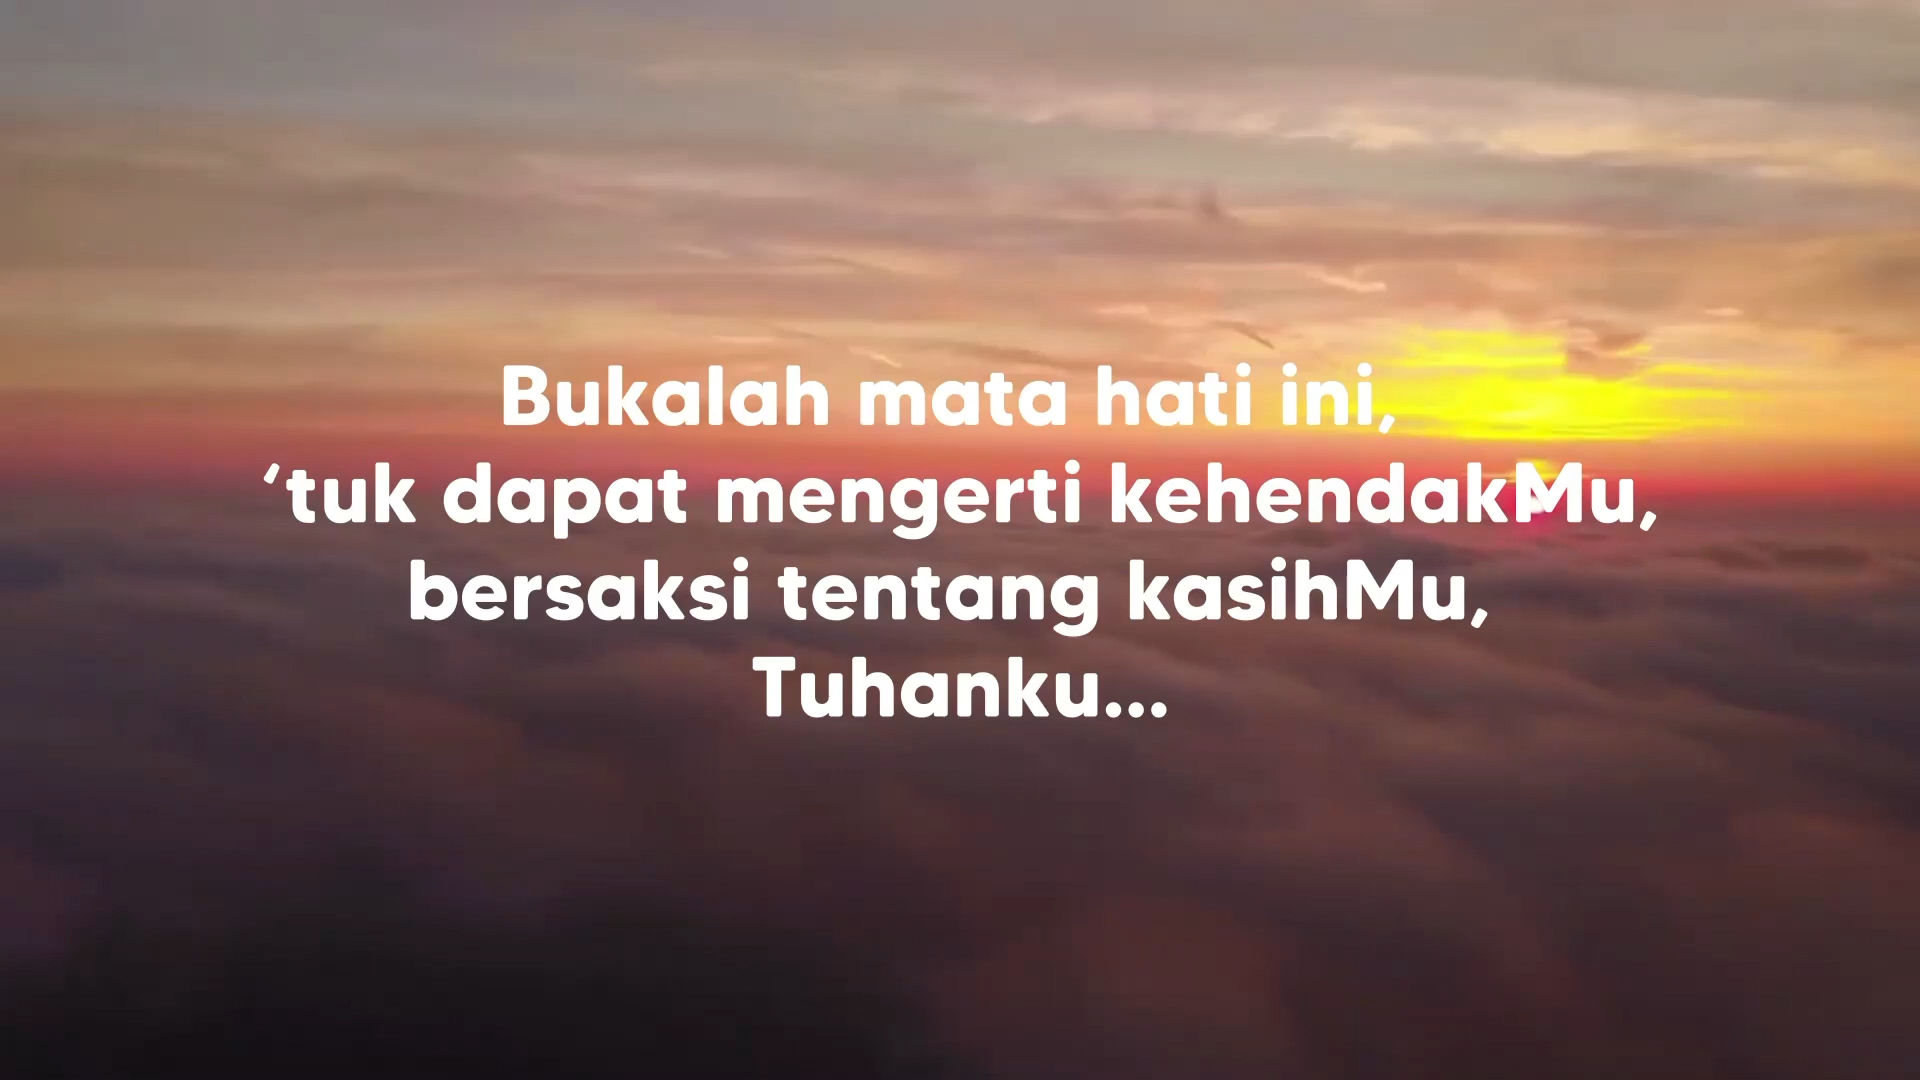 Bukalah mata hati ini,
‘tuk dapat mengerti kehendakMu,
bersaksi tentang kasihMu,
Tuhanku...